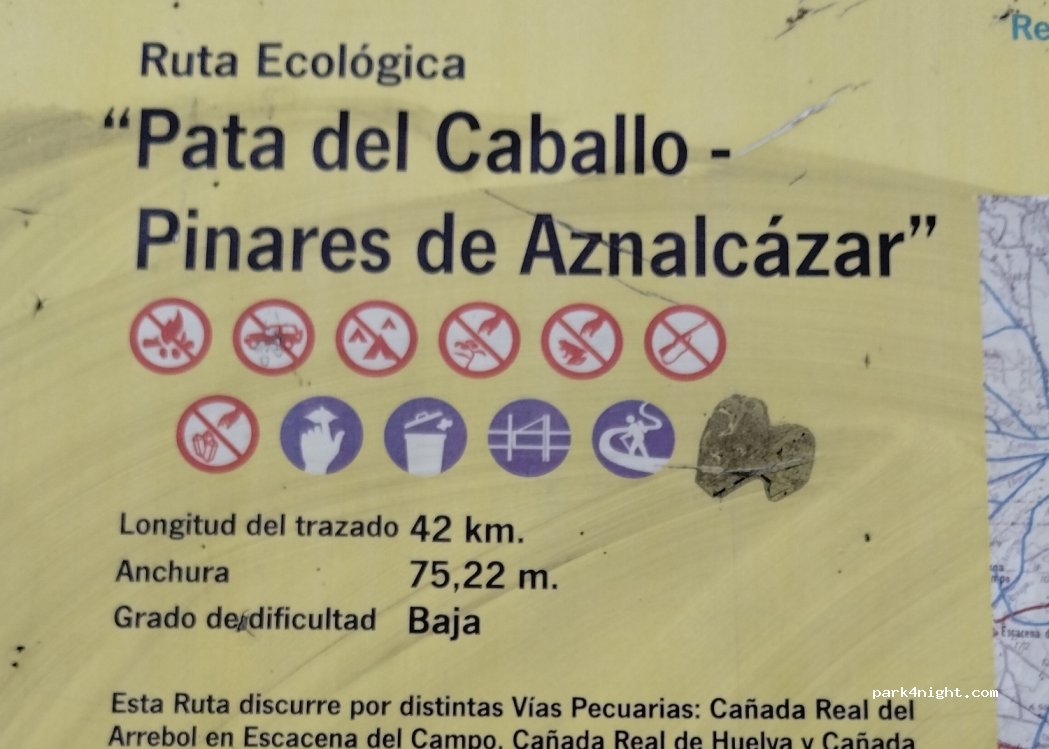 Re
Ruta Ecológica
“Pata del Caballo -
Pinares de Aznalcázar”
Longitud del trazado 42 km.
Anchura 75,22 m.
Grado de dificultad Baja
Escacena d
park4night.com
Esta Ruta discurre por distintas Vías Pecuarias: Cañada Real del
Arrebol en Escacena del Campo, Cañada Real de Huelva y Cañada